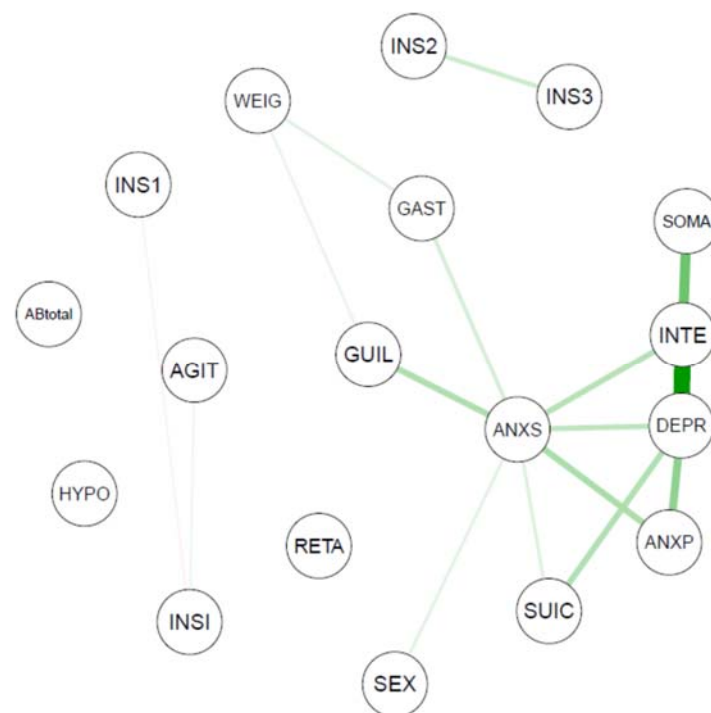 INS2
INS3
WEIG
INS1
GAST
SOMA
ABtotal
INTE
GUIL
AGIT
ANXS
DEPR
HYPO
RETA
ANXP
SUIC
INSI
SEX